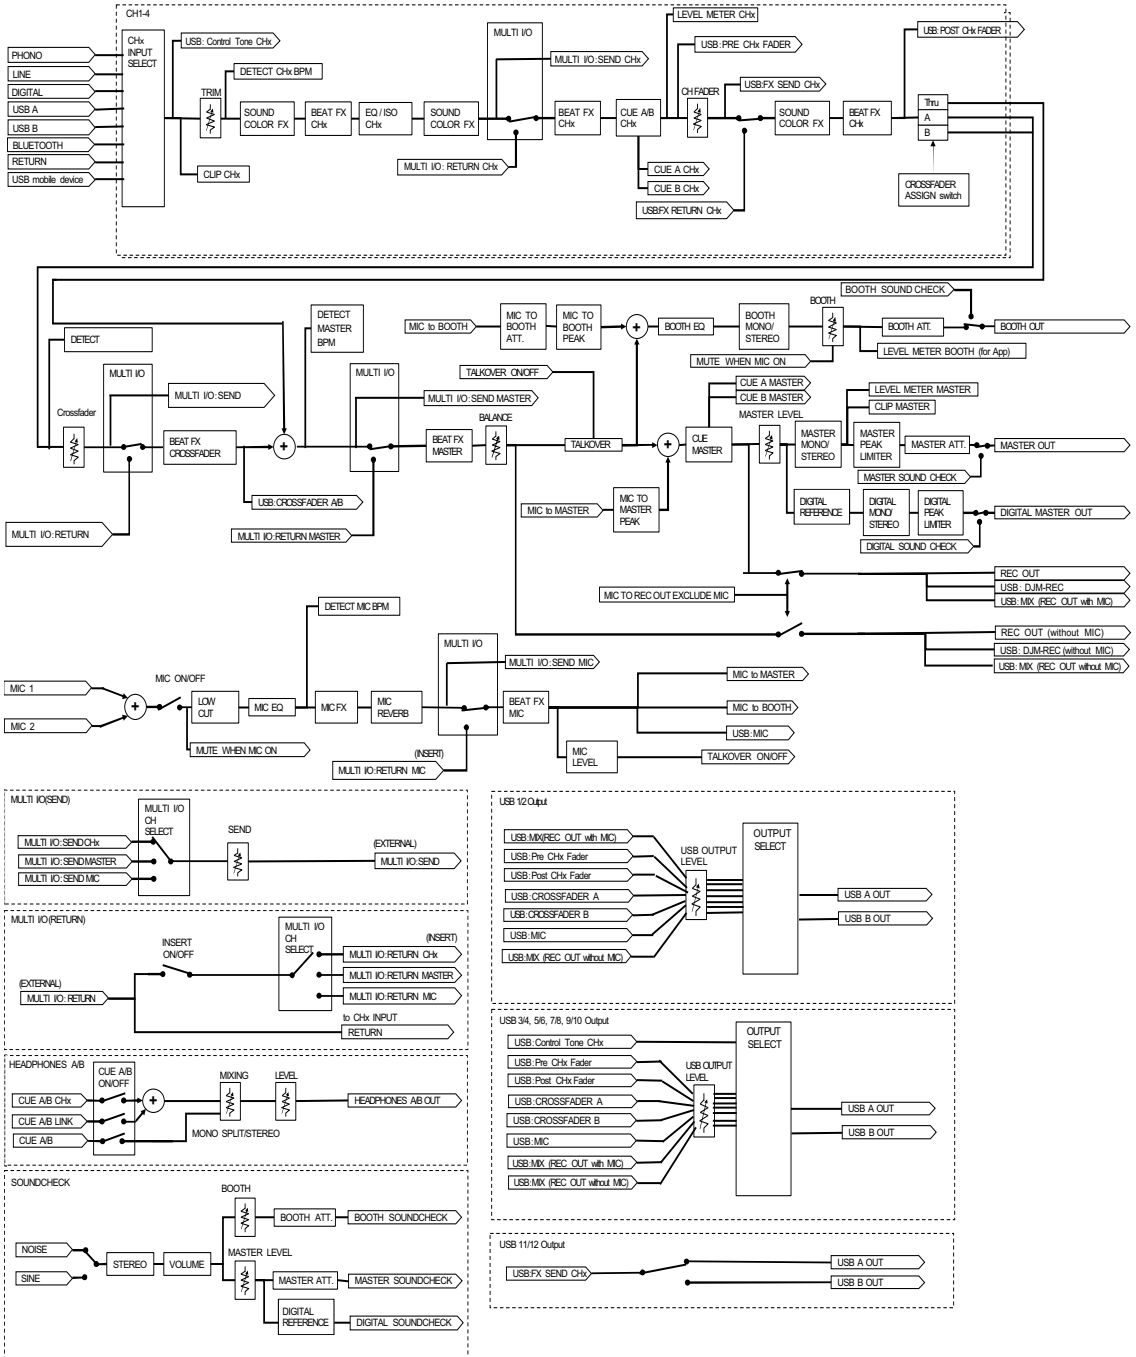 CH1-4
CHx
INPUT
SELECT
PHONO
LINE
DIGITAL
USB A
USB B
BLUETOOTH
RETURN
USB mobile device
USB: Control Tone CHx
DETECT CHx BPM
TRIM
CLIP CHx
SOUND
COLOR FX
BEAT FX
CHx
EQ / ISO
CHx
SOUND
COLOR FX
MULTI I/O
MULTI I/O: SEND CHx
MULTI I/O: RETURN CHx
BEAT FX
CHx
CUE A/B
CHx
CUE A CHx
CUE B CHx
LEVEL METER CHx
USB: PRE CHx FADER
CH FADER
USB:FX SEND CHx
USB:FX RETURN CHx
SOUND
COLOR FX
BEAT FX
CHx
USB: POST CHx FADER
Thru
A
B
CROSSFADER
ASSIGN switch
DETECT
MULTI I/O
MULTI I/O: SEND
Crossfader
BEAT FX
CROSSFADER
MULTI I/O: RETURN
USB: CROSSFADER A/B
DETECT
MASTER
BPM
MULTI I/O
MULTI I/O: SEND MASTER
MULTI I/O: RETURN MASTER
BEAT FX
MASTER
BALANCE
MIC to BOOTH
MIC TO
BOOTH
ATT.
MIC TO
BOOTH
PEAK
BOOTH EQ
BOOTH
MONO/
STEREO
BOOTH
MUTE WHEN MIC ON
BOOTH SOUND CHECK
BOOTH ATT.
BOOTH OUT
LEVEL METER BOOTH (for App)
TALKOVER ON/OFF
TALKOVER
CUE A MASTER
CUE B MASTER
CUE
MASTER
MASTER LEVEL
MASTER
MONO/
STEREO
LEVEL METER MASTER
CLIP MASTER
MASTER
PEAK
LIMITER
MASTER ATT.
MASTER OUT
MASTER SOUND CHECK
MIC to MASTER
MIC TO
MASTER
PEAK
DIGITAL
REFERENCE
DIGITAL
MONO/
STEREO
DIGITAL
PEAK
LIMITER
DIGITAL MASTER OUT
DIGITAL SOUND CHECK
REC OUT
USB: DJM-REC
USB: MIX (REC OUT with MIC)
MIC TO REC OUT EXCLUDE MIC
REC OUT (without MIC)
USB: DJM-REC (without MIC)
USB: MIX (REC OUT without MIC)
DETECT MIC BPM
MIC 1
MIC 2
MIC ON/OFF
LOW
CUT
MIC EQ
MIC FX
MIC
REVERB
MUTE WHEN MIC ON
MULTI I/O
MULTI I/O: SEND MIC
(INSERT)
MULTI I/O: RETURN MIC
BEAT FX
MIC
MIC to MASTER
MIC to BOOTH
USB: MIC
MIC
LEVEL
TALKOVER ON/OFF
MULTI I/O(SEND)
MULTI I/O
CH
SELECT
MULTI I/O: SEND CHx
MULTI I/O: SEND MASTER
MULTI I/O: SEND MIC
SEND
(EXTERNAL)
MULTI I/O: SEND
MULTI I/O (RETURN)
INSERT
ON/OFF
MULTI I/O
CH
SELECT
(INSERT)
MULTI I/O: RETURN CHx
MULTI I/O: RETURN MASTER
MULTI I/O: RETURN MIC
(EXTERNAL)
MULTI I/O: RETURN
to CHx INPUT
RETURN
HEADPHONES A/B
CUE A/B
ON/OFF
CUE A/B CHx
CUE A/B LINK
CUE A/B
MIXING
LEVEL
HEADPHONES A/B OUT
MONO SPLIT/STEREO
SOUNDCHECK
NOISE
SINE
STEREO
VOLUME
BOOTH
BOOTH ATT.
BOOTH SOUNDCHECK
MASTER LEVEL
MASTER ATT.
MASTER SOUNDCHECK
DIGITAL
REFERENCE
DIGITAL SOUNDCHECK
USB 1/2 Output
USB:MIX(REC OUT with MIC)
USB: Pre CHx Fader
USB: Post CHx Fader
USB: CROSSFADER A
USB: CROSSFADER B
USB: MIC
USB: MIX (REC OUT without MIC)
USB OUTPUT
LEVEL
OUTPUT
SELECT
USB A OUT
USB B OUT
USB 3/4, 5/6, 7/8, 9/10 Output
USB: Control Tone CHx
USB: Pre CHx Fader
USB: Post CHx Fader
USB: CROSSFADER A
USB: CROSSFADER B
USB: MIC
USB: MIX (REC OUT with MIC)
USB: MIX (REC OUT without MIC)
USB OUTPUT
LEVEL
OUTPUT
SELECT
USB A OUT
USB B OUT
USB 11/12 Output
USB:FX SEND CHx
USB A OUT
USB B OUT